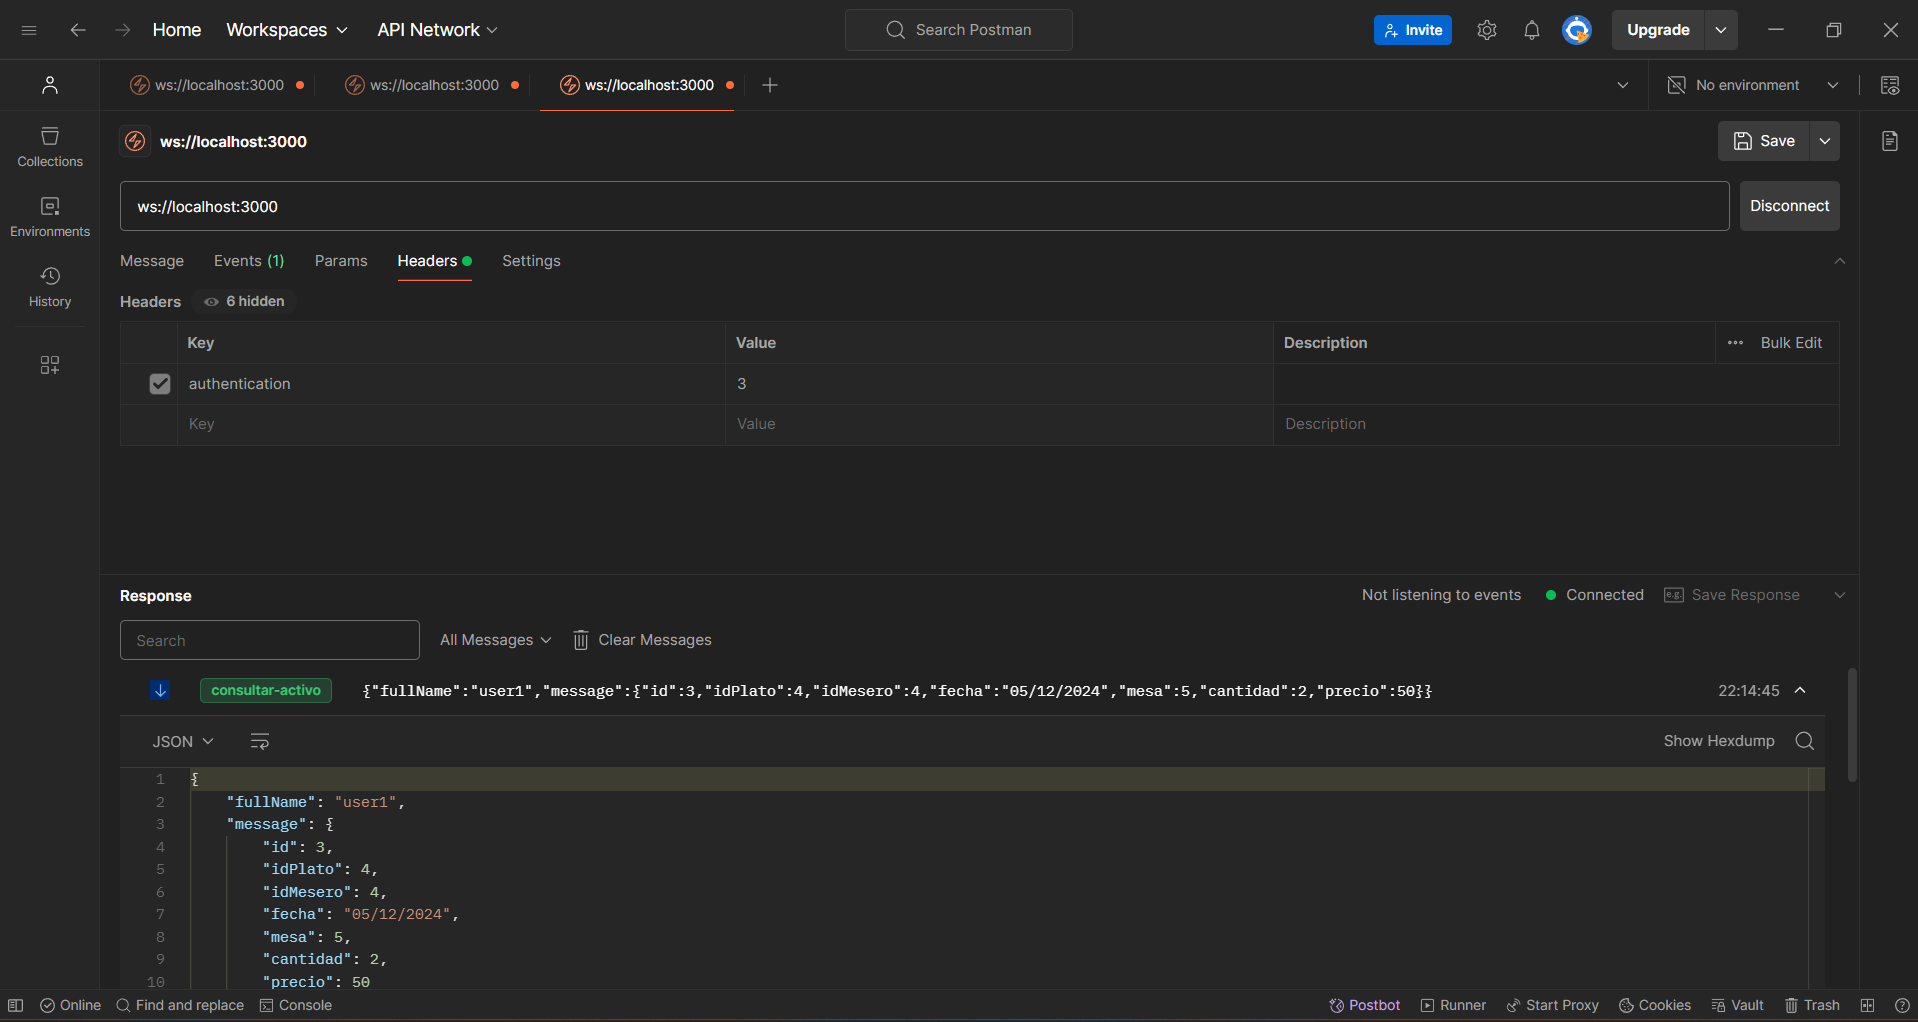 Home Workspaces API Network Search Postman Invite Upgrade
ws://localhost:3000 ws://localhost:3000 ws://localhost:3000 No environment
ws://localhost:3000 Save
Collections
ws://localhost:3000 Disconnect
Environments
Message Events (1) Params Headers Settings
History
Headers 6 hidden
Key Value Description ••• Bulk Edit
authentication 3
Key Value Description
Response Not listening to events Connected e.g. Save Response
Search All Messages Clear Messages
consultar-activo {"fullName":"user1","message":{"id":3,"idPlato":4,"idMesero":4,"fecha":"05/12/2024","mesa":5,"cantidad":2,"precio":50}} 22:14:45
JSON Show Hexdump
1 {
2 "fullName": "user1",
3 "message": {
4 "id": 3,
5 "idPlato": 4,
6 "idMesero": 4,
7 "fecha": "05/12/2024",
8 "mesa": 5,
9 "cantidad": 2,
10 "precio": 50
Online Find and replace Console Postbot Runner Start Proxy Cookies Vault Trash